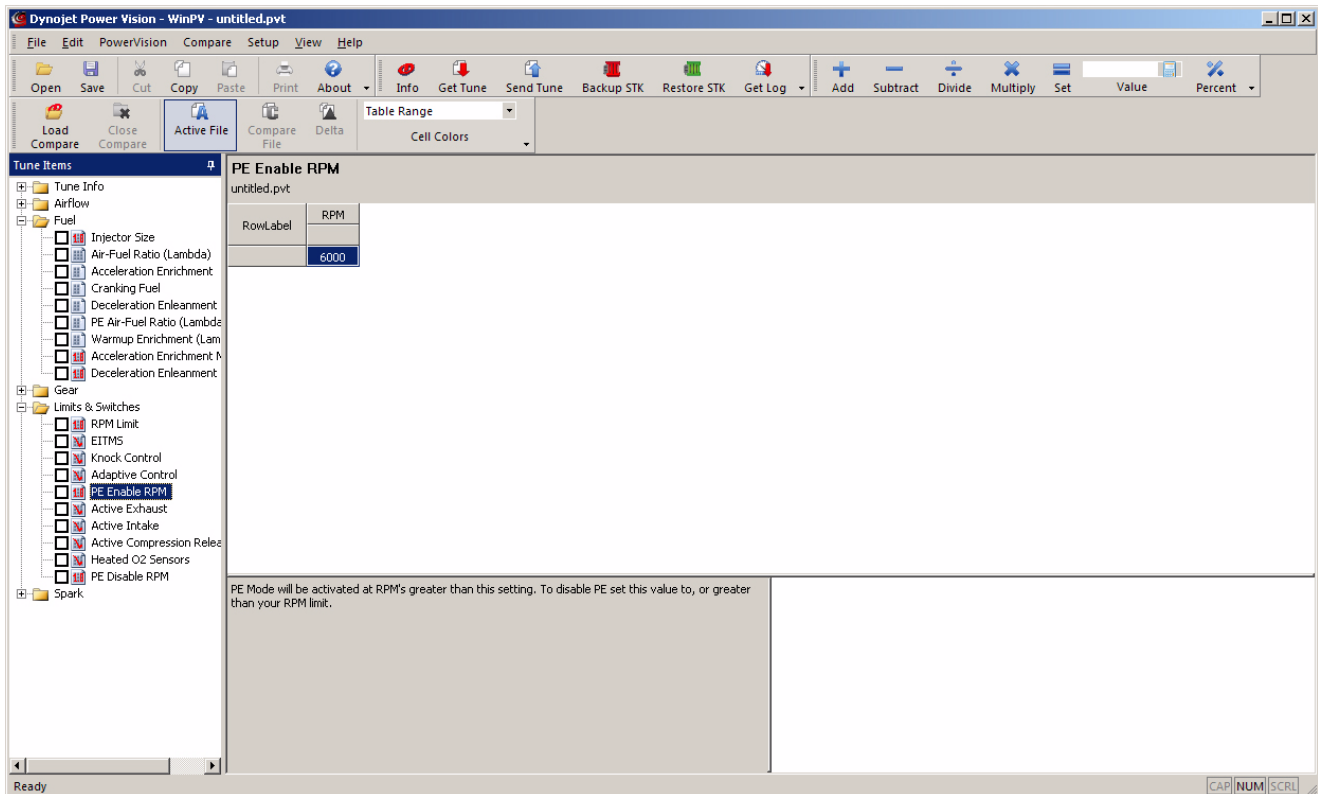 Dynojet Power Vision - WinPV - untitled.pvt
File Edit PowerVision Compare Setup View Help
Open Save Cut Copy Paste Print About Info Get Tune Send Tune Backup STK Restore STK Get Log Add Subtract Divide Multiply Set Value Percent
Load Compare Close Compare Active File Compare File Delta Table Range Cell Colors
Tune Items
Tune Info
Airflow
Fuel
Injector Size
Air-Fuel Ratio (Lambda)
Acceleration Enrichment
Cranking Fuel
Deceleration Enleanment
PE Air-Fuel Ratio (Lambda
Warmup Enrichment (Lam
Acceleration Enrichment M
Deceleration Enleanment
Gear
Limits & Switches
RPM Limit
EITMS
Knock Control
Adaptive Control
PE Enable RPM
Active Exhaust
Active Intake
Active Compression Relea
Heated O2 Sensors
PE Disable RPM
Spark
PE Enable RPM
untitled.pvt
RowLabel RPM
6000
PE Mode will be activated at RPM's greater than this setting. To disable PE set this value to, or greater
than your RPM limit.
Ready
CAP NUM SCRL